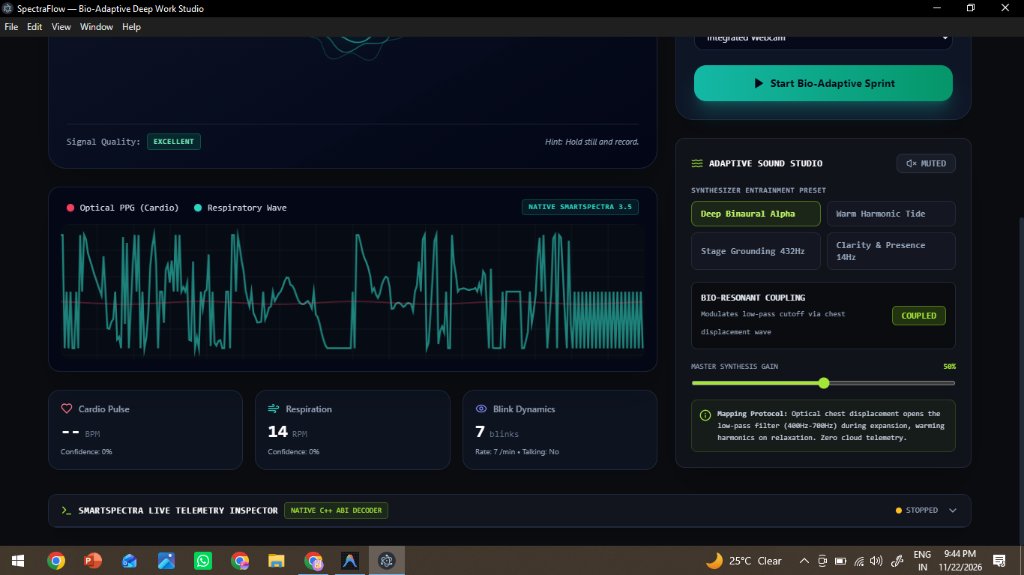 SpectraFlow — Bio-Adaptive Deep Work Studio
File Edit View Window Help
Integrated Webcam
Start Bio-Adaptive Sprint
Signal Quality: EXCELLENT
Hint: Hold still and record.
Optical PPG (Cardio) Respiratory Wave
NATIVE SMARTSPECTRA 3.5
ADAPTIVE SOUND STUDIO
MUTED
SYNTHESIZER ENTRAINMENT PRESET
Deep Binaural Alpha
Warm Harmonic Tide
Stage Grounding 432Hz
Clarity & Presence
14Hz
BIO-RESONANT COUPLING
Modulates low-pass cutoff via chest
displacement wave
COUPLED
MASTER SYNTHESIS GAIN
50%
Mapping Protocol: Optical chest displacement opens the
low-pass filter (400Hz-700Hz) during expansion, warming
harmonics on relaxation. Zero cloud telemetry.
Cardio Pulse
-- BPM
Confidence: 0%
Respiration
14 RPM
Confidence: 0%
Blink Dynamics
7 blinks
Rate: 7 /min • Talking: No
>_ SMARTSPECTRA LIVE TELEMETRY INSPECTOR
NATIVE C++ ABI DECODER
STOPPED
25°C Clear
ENG
IN
9:44 PM
11/22/2026